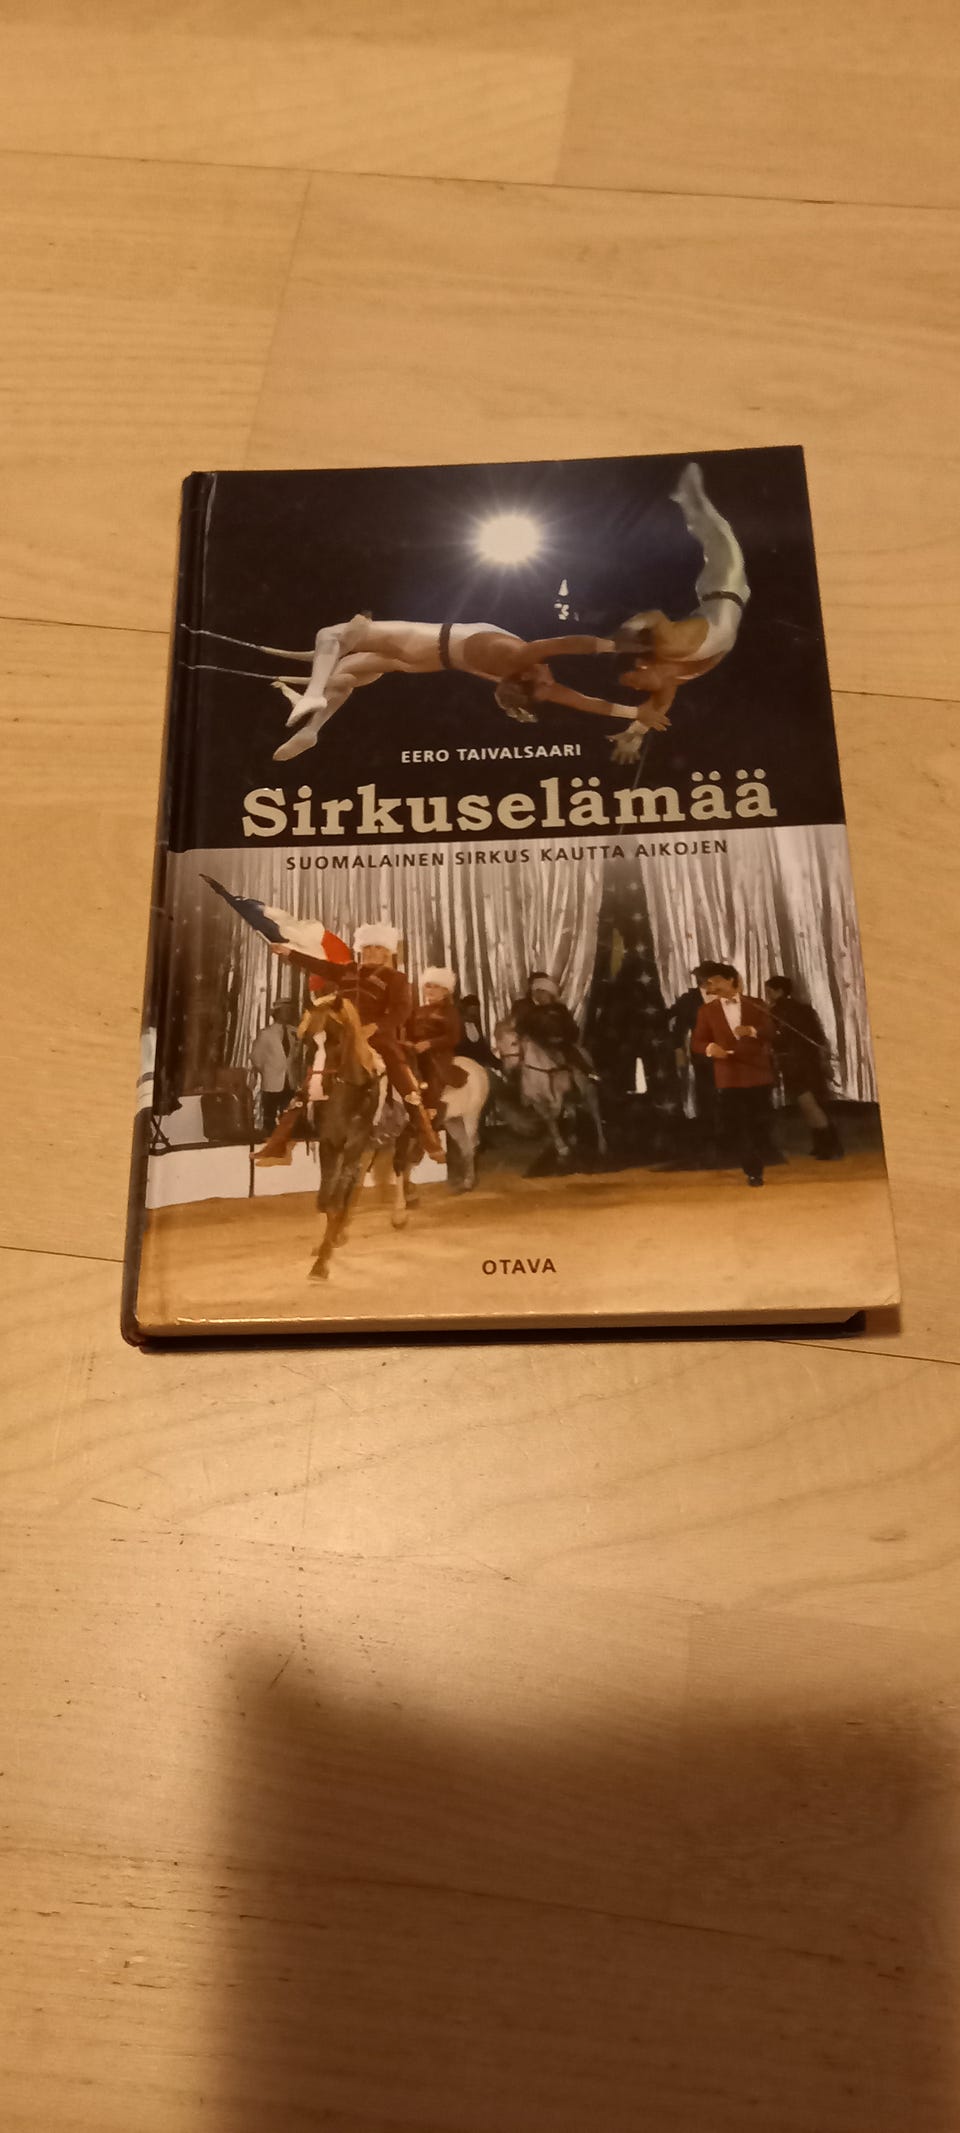 EERO TAIVALSAARI
Sirkuselämää
SUOMALAINEN SIRKUS KAUTTA AIKOJEN
OTAVA